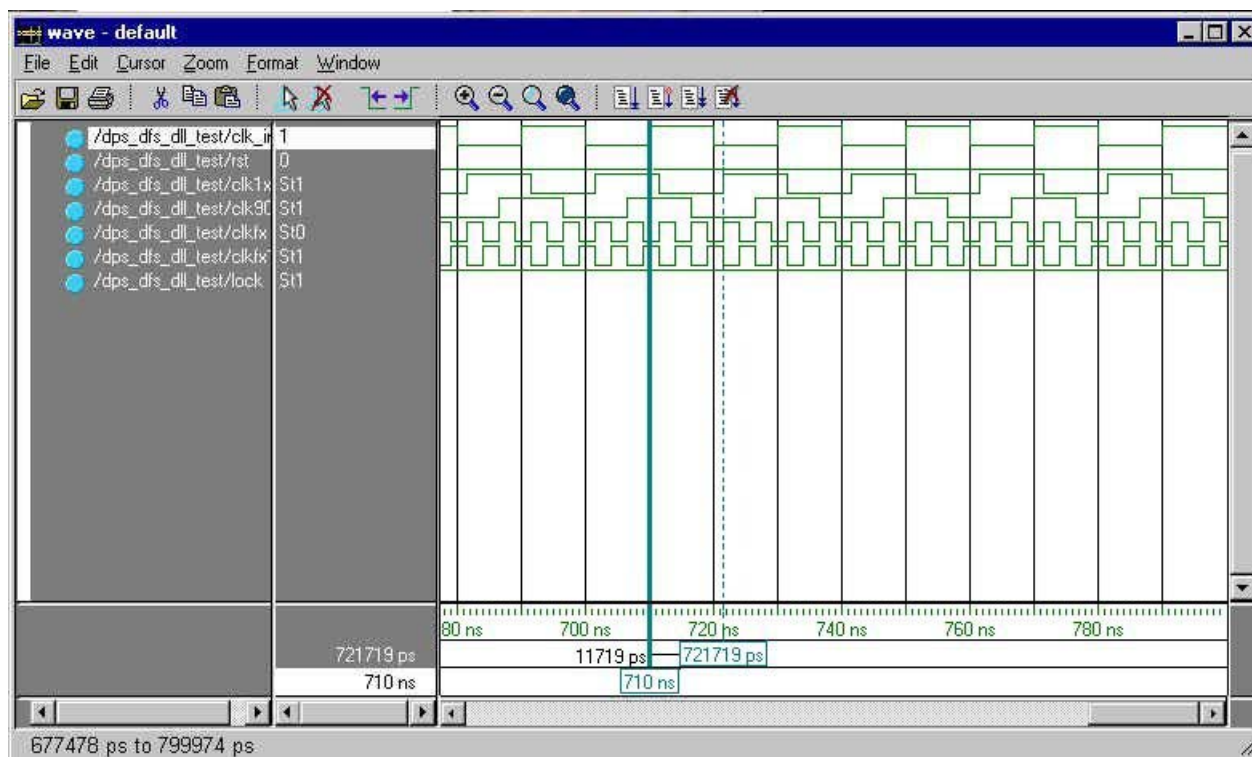 wave - default
File Edit Cursor Zoom Format Window
/dps_dfs_dll_test/clk_in 1
/dps_dfs_dll_test/rst 0
/dps_dfs_dll_test/clk1x St1
/dps_dfs_dll_test/clk90 St1
/dps_dfs_dll_test/clkfx St0
/dps_dfs_dll_test/clkfx St1
/dps_dfs_dll_test/lock St1
80 ns 700 ns 720 ns 740 ns 760 ns 780 ns
721719 ps 11719 ps 721719 ps
710 ns 710 ns
677478 ps to 799974 ps